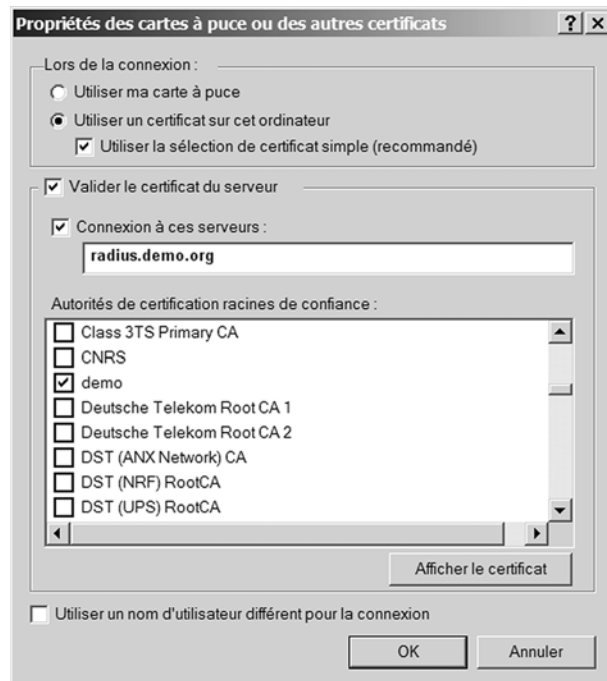 Propriétés des cartes à puce ou des autres certificats
Lors de la connexion :
Utiliser ma carte à puce
Utiliser un certificat sur cet ordinateur
Utiliser la sélection de certificat simple (recommandé)
Valider le certificat du serveur
Connexion à ces serveurs :
radius.demo.org
Autorités de certification racines de confiance :
Class 3TS Primary CA
CNRS
demo
Deutsche Telekom Root CA 1
Deutsche Telekom Root CA 2
DST (ANX Network) CA
DST (NRF) RootCA
DST (UPS) RootCA
Afficher le certificat
Utiliser un nom d'utilisateur différent pour la connexion
OK
Annuler